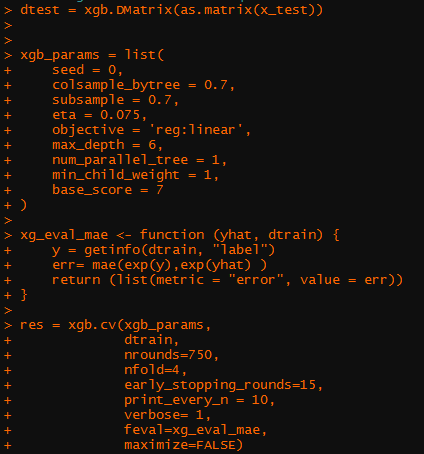 > dtest = xgb.DMatrix(as.matrix(x_test))
>
>
> xgb_params = list(
+     seed = 0,
+     colsample_bytree = 0.7,
+     subsample = 0.7,
+     eta = 0.075,
+     objective = 'reg:linear',
+     max_depth = 6,
+     num_parallel_tree = 1,
+     min_child_weight = 1,
+     base_score = 7
+ )
>
> xg_eval_mae <- function (yhat, dtrain) {
+     y = getinfo(dtrain, "label")
+     err= mae(exp(y),exp(yhat) )
+     return (list(metric = "error", value = err))
+ }
>
> res = xgb.cv(xgb_params,
+              dtrain,
+              nrounds=750,
+              nfold=4,
+              early_stopping_rounds=15,
+              print_every_n = 10,
+              verbose= 1,
+              feval=xg_eval_mae,
+              maximize=FALSE)